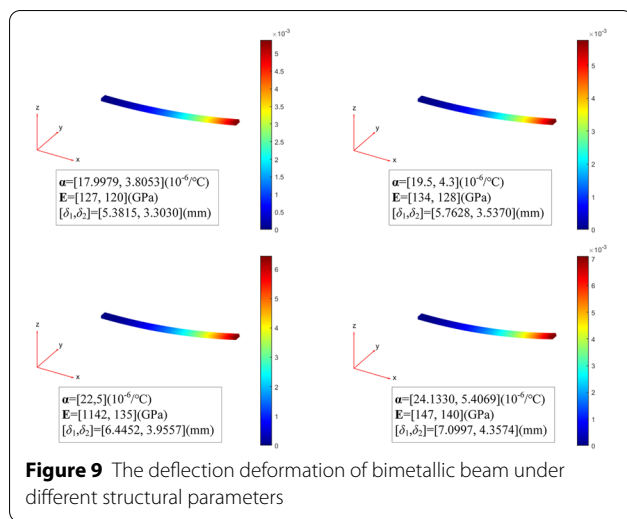 ×10⁻³
5
4.5
4
3.5
3
2.5
2
1.5
1
0.5
0
z
y
x
α=[17.9979, 3.8053](10⁻⁶/°C)
E=[127, 120](GPa)
[δ₁,δ₂]=[5.3815, 3.3030](mm)
×10⁻³
5
4
3
2
1
0
z
y
x
α=[19.5, 4.3](10⁻⁶/°C)
E=[134, 128](GPa)
[δ₁,δ₂]=[5.7628, 3.5370](mm)
6
5
4
3
2
1
0
z
y
x
α=[22,5](10⁻⁶/°C)
E=[1142, 135](GPa)
[δ₁,δ₂]=[6.4452, 3.9557](mm)
×10⁻³
7
6
5
4
3
2
1
0
z
y
x
α=[24.1330, 5.4069](10⁻⁶/°C)
E=[147, 140](GPa)
[δ₁,δ₂]=[7.0997, 4.3574](mm)
Figure 9 The deflection deformation of bimetallic beam under
different structural parameters